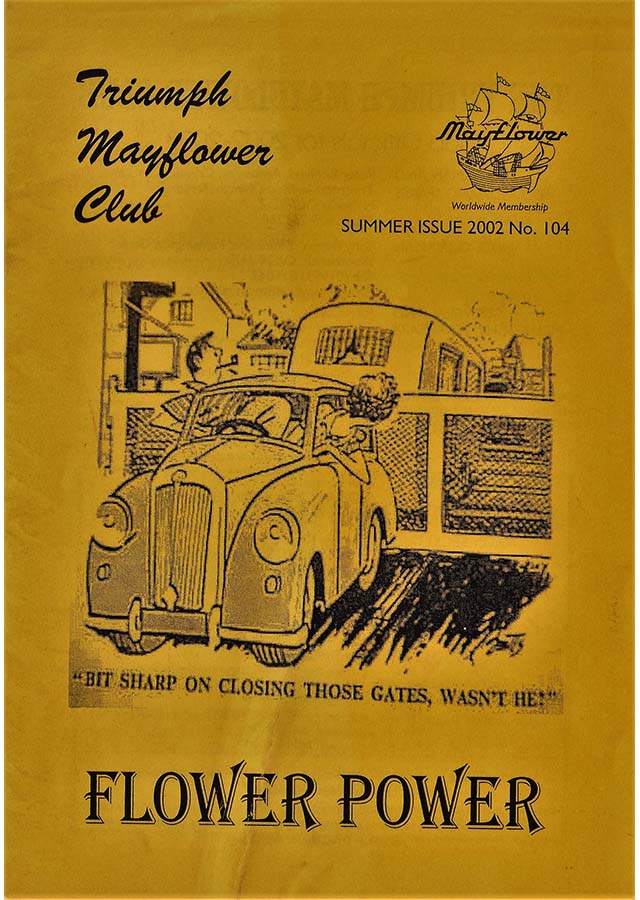 Triumph
Mayflower
Club
Mayflower
Worldwide Membership
SUMMER ISSUE 2002 No. 104
"BIT SHARP ON CLOSING THOSE GATES, WASN'T HE!"
FLOWER POWER